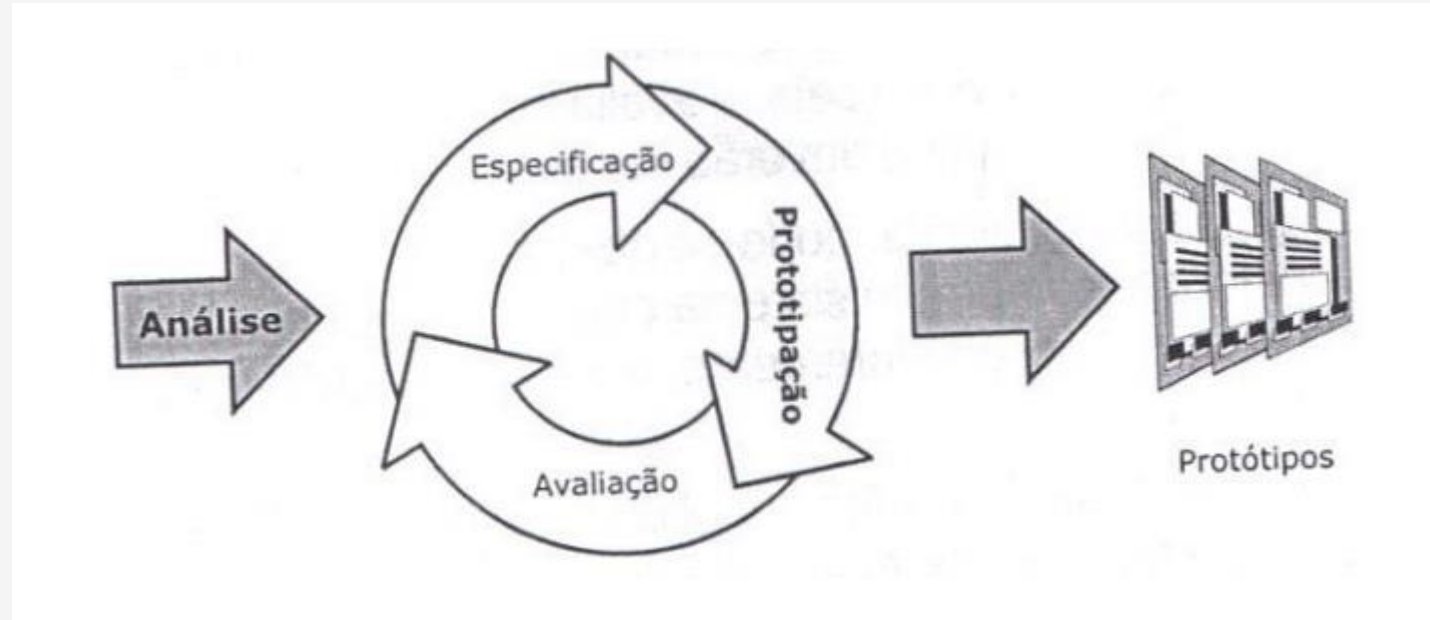 Análise
Especificação
Prototipação
Avaliação
Protótipos